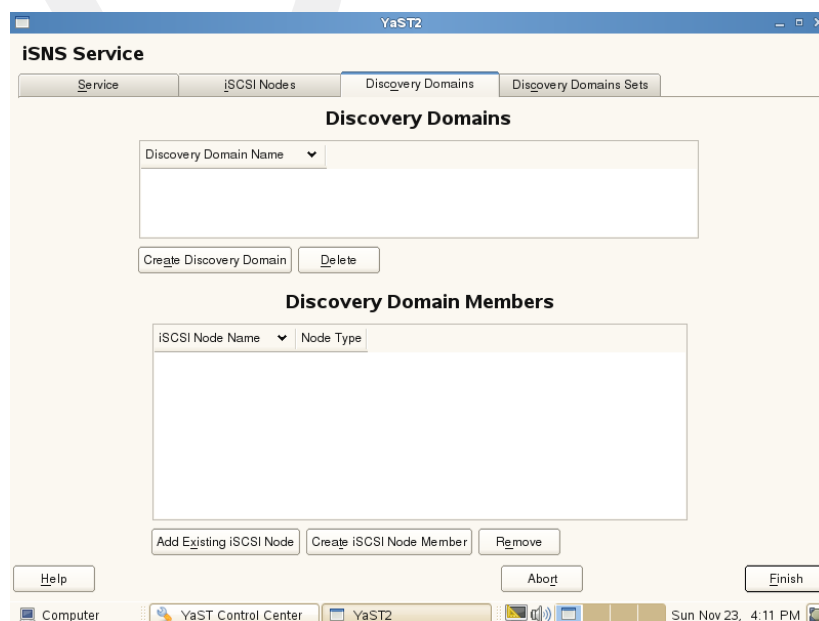 YaST2
iSNS Service
Service iSCSI Nodes Discovery Domains Discovery Domains Sets
Discovery Domains
Discovery Domain Name
Create Discovery Domain Delete
Discovery Domain Members
iSCSI Node Name Node Type
Add Existing iSCSI Node Create iSCSI Node Member Remove
Help Abort Finish
Computer YaST Control Center YaST2 Sun Nov 23, 4:11 PM